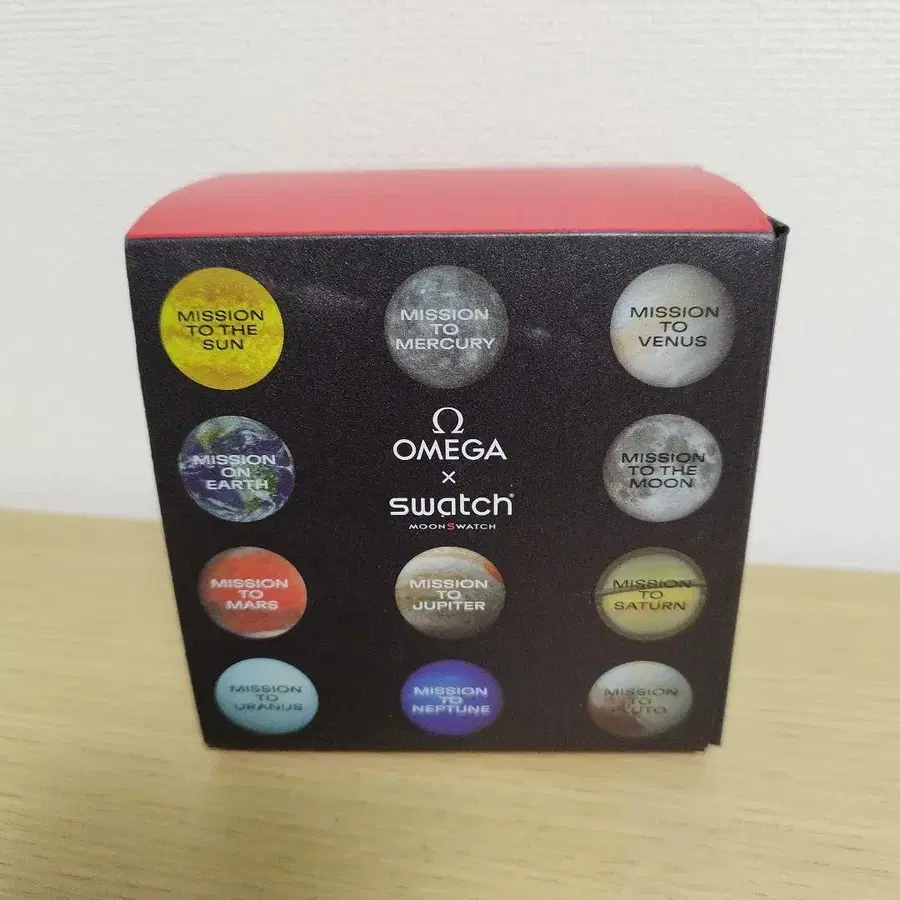 MISSION
TO THE
SUN
MISSION
TO
MERCURY
MISSION
TO
VENUS
MISSION
ON
EARTH
Ω
OMEGA
×
swatch®
MOONSWATCH
MISSION
TO THE
MOON
MISSION
TO
MARS
MISSION
TO
JUPITER
MISSION
TO
SATURN
MISSION
TO
URANUS
MISSION
TO
NEPTUNE
MISSION
TO
PLUTO